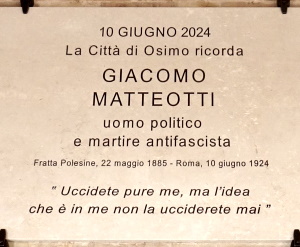 10 GIUGNO 2024
La Città di Osimo ricorda
GIACOMO
MATTEOTTI
uomo politico
e martire antifascista
Fratta Polesine, 22 maggio 1885 - Roma, 10 giugno 1924
" Uccidete pure me, ma l'idea
che è in me non la ucciderete mai "